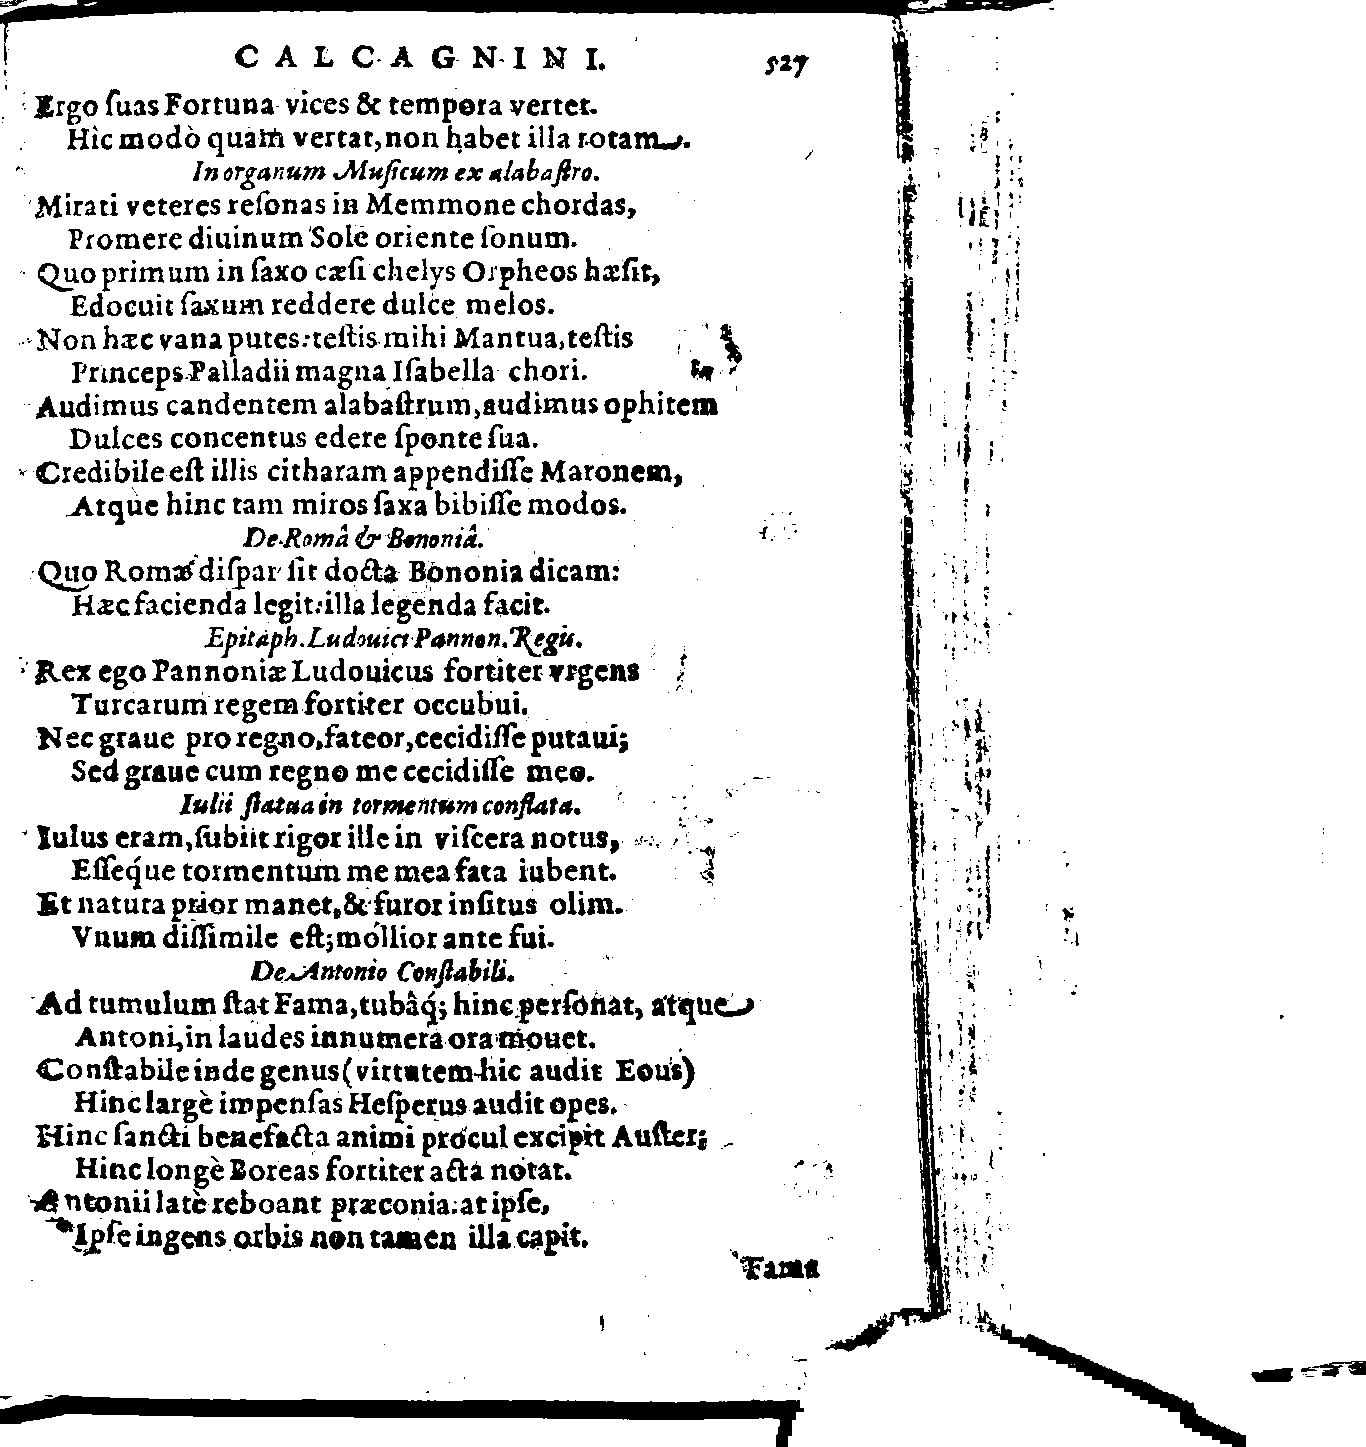 CALCAGNINI. 527
Ergo ſuas Fortuna vices & tempora vertet.
Hic modò quàm vertat, non habet illa rotam.
In organum Muſicum ex alabaſtro.
Mirati veteres reſonas in Memmone chordas,
Promere diuinum Sole oriente ſonum.
Quo primum in ſaxo cæſi chelys Orpheos hæſit,
Edocuit ſaxum reddere dulce melos.
Non hæc vana putes: teſtis mihi Mantua, teſtis
Princeps Palladii magna Iſabella chori.
Audimus candentem alabaſtrum, audimus ophitem
Dulces concentus edere ſponte ſua.
Credibile eſt illis citharam appendiſſe Maronem,
Atque hinc tam miros ſaxa bibiſſe modos.
De Româ & Bononiâ.
Quo Romæ diſpar ſit docta Bononia dicam:
Hæc facienda legit: illa legenda facit.
Epitaph. Ludouici Pannon. Regis.
Rex ego Pannoniæ Ludouicus fortiter vrgens
Turcarum regem fortiter occubui.
Nec graue pro regno, fateor, cecidiſſe putaui;
Sed graue cum regno me cecidiſſe meo.
Iulii ſtatua in tormentum conflata.
Iulus eram, ſubiit rigor ille in viſcera notus,
Eſſeq́ue tormentum me mea fata iubent.
Et natura prior manet, & furor inſitus olim.
Vnum diſſimile eſt; mollior ante fui.
De Antonio Conſtabili.
Ad tumulum ſtat Fama, tubâq́; hinc perſonat, atque
Antoni, in laudes innumera ora mouet.
Conſtabile inde genus (virtutem hic audit Eous)
Hinc largè impenſas Heſperus audit opes.
Hinc ſancti benefacta animi procul excipit Auſter;
Hinc longè Boreas fortiter acta notat.
Antonii latè reboant præconia: at ipſe,
Ipſe ingens orbis non tamen illa capit.
Fama